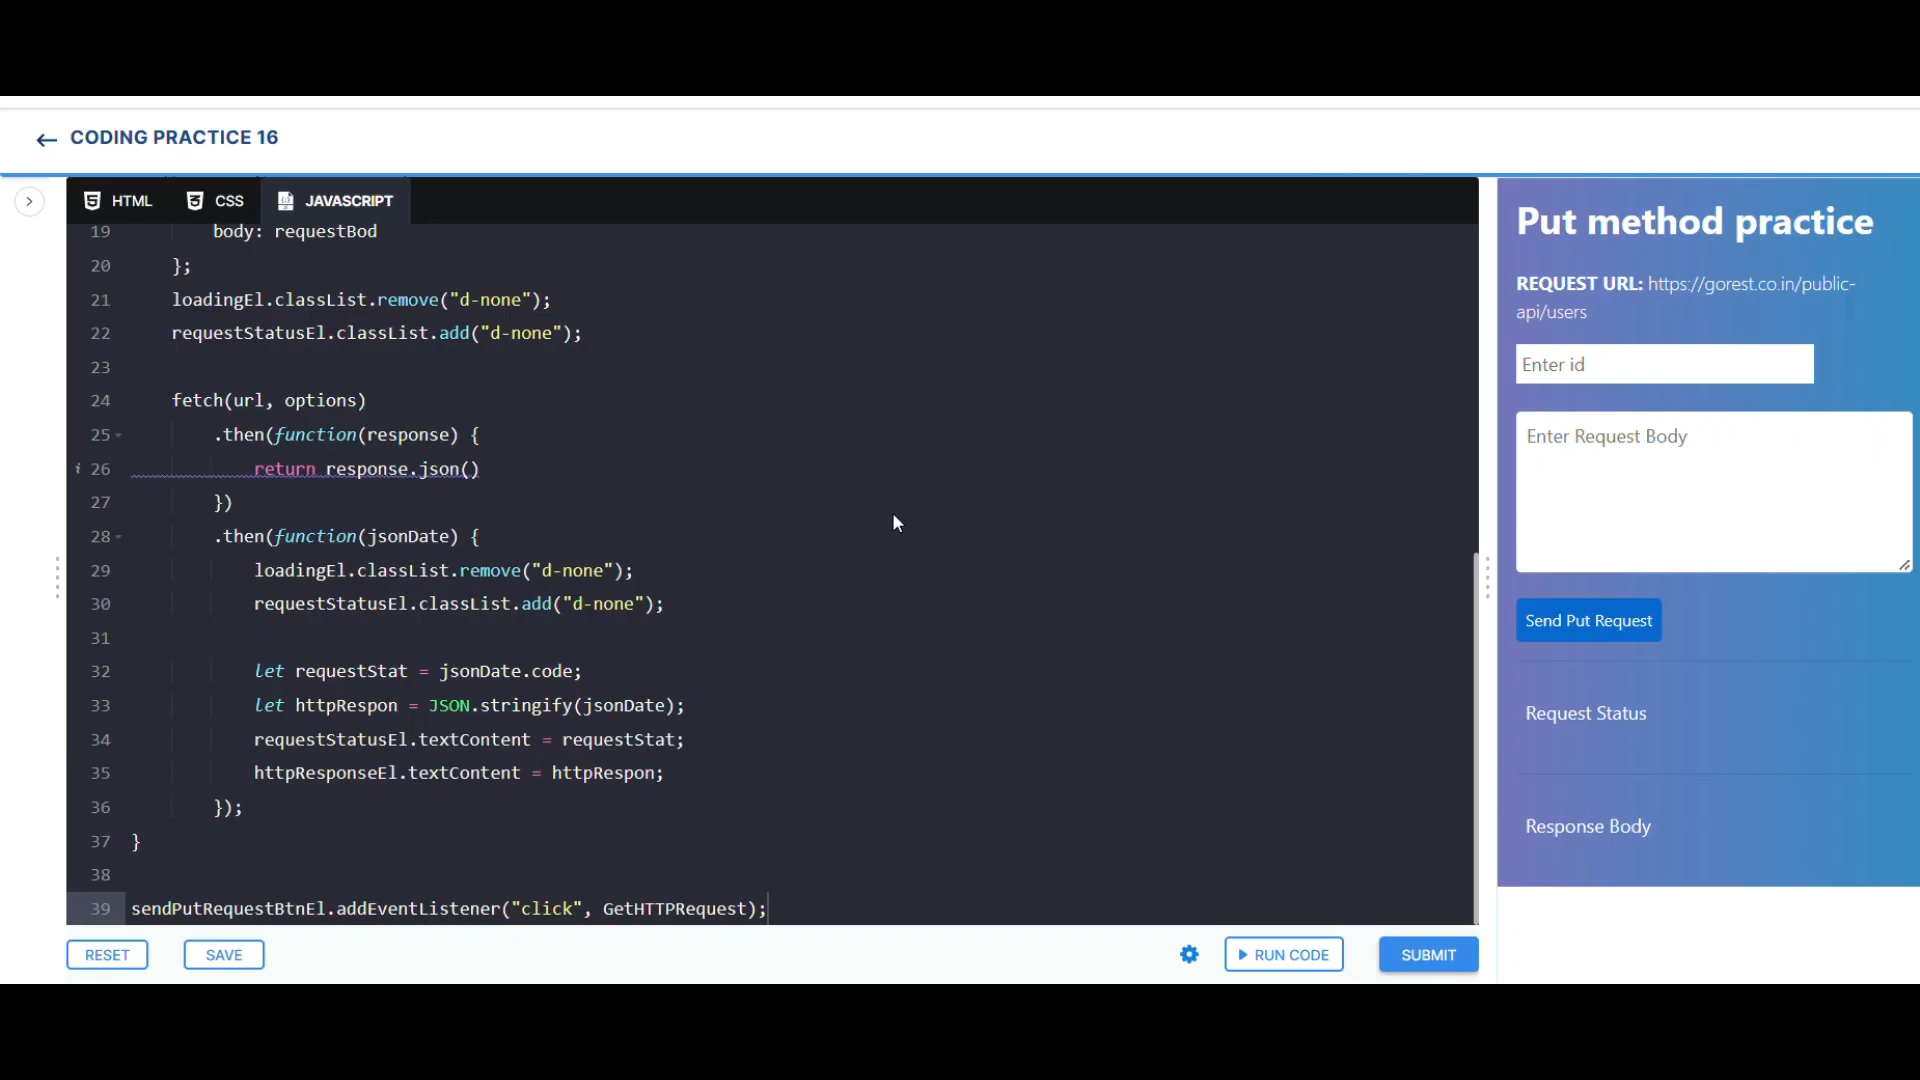 CODING PRACTICE 16
HTML
CSS
JAVASCRIPT
19 body: requestBod
20 };
21 loadingEl.classList.remove("d-none");
22 requestStatusEl.classList.add("d-none");
23
24 fetch(url, options)
25 .then(function(response) {
26 return response.json()
27 })
28 .then(function(jsonDate) {
29 loadingEl.classList.remove("d-none");
30 requestStatusEl.classList.add("d-none");
31
32 let requestStat = jsonDate.code;
33 let httpRespon = JSON.stringify(jsonDate);
34 requestStatusEl.textContent = requestStat;
35 httpResponseEl.textContent = httpRespon;
36 });
37 }
38
39 sendPutRequestBtnEl.addEventListener("click", GetHTTPRequest);
RESET
SAVE
RUN CODE
SUBMIT
Put method practice
REQUEST URL: https://gorest.co.in/public-
api/users
Enter id
Enter Request Body
Send Put Request
Request Status
Response Body